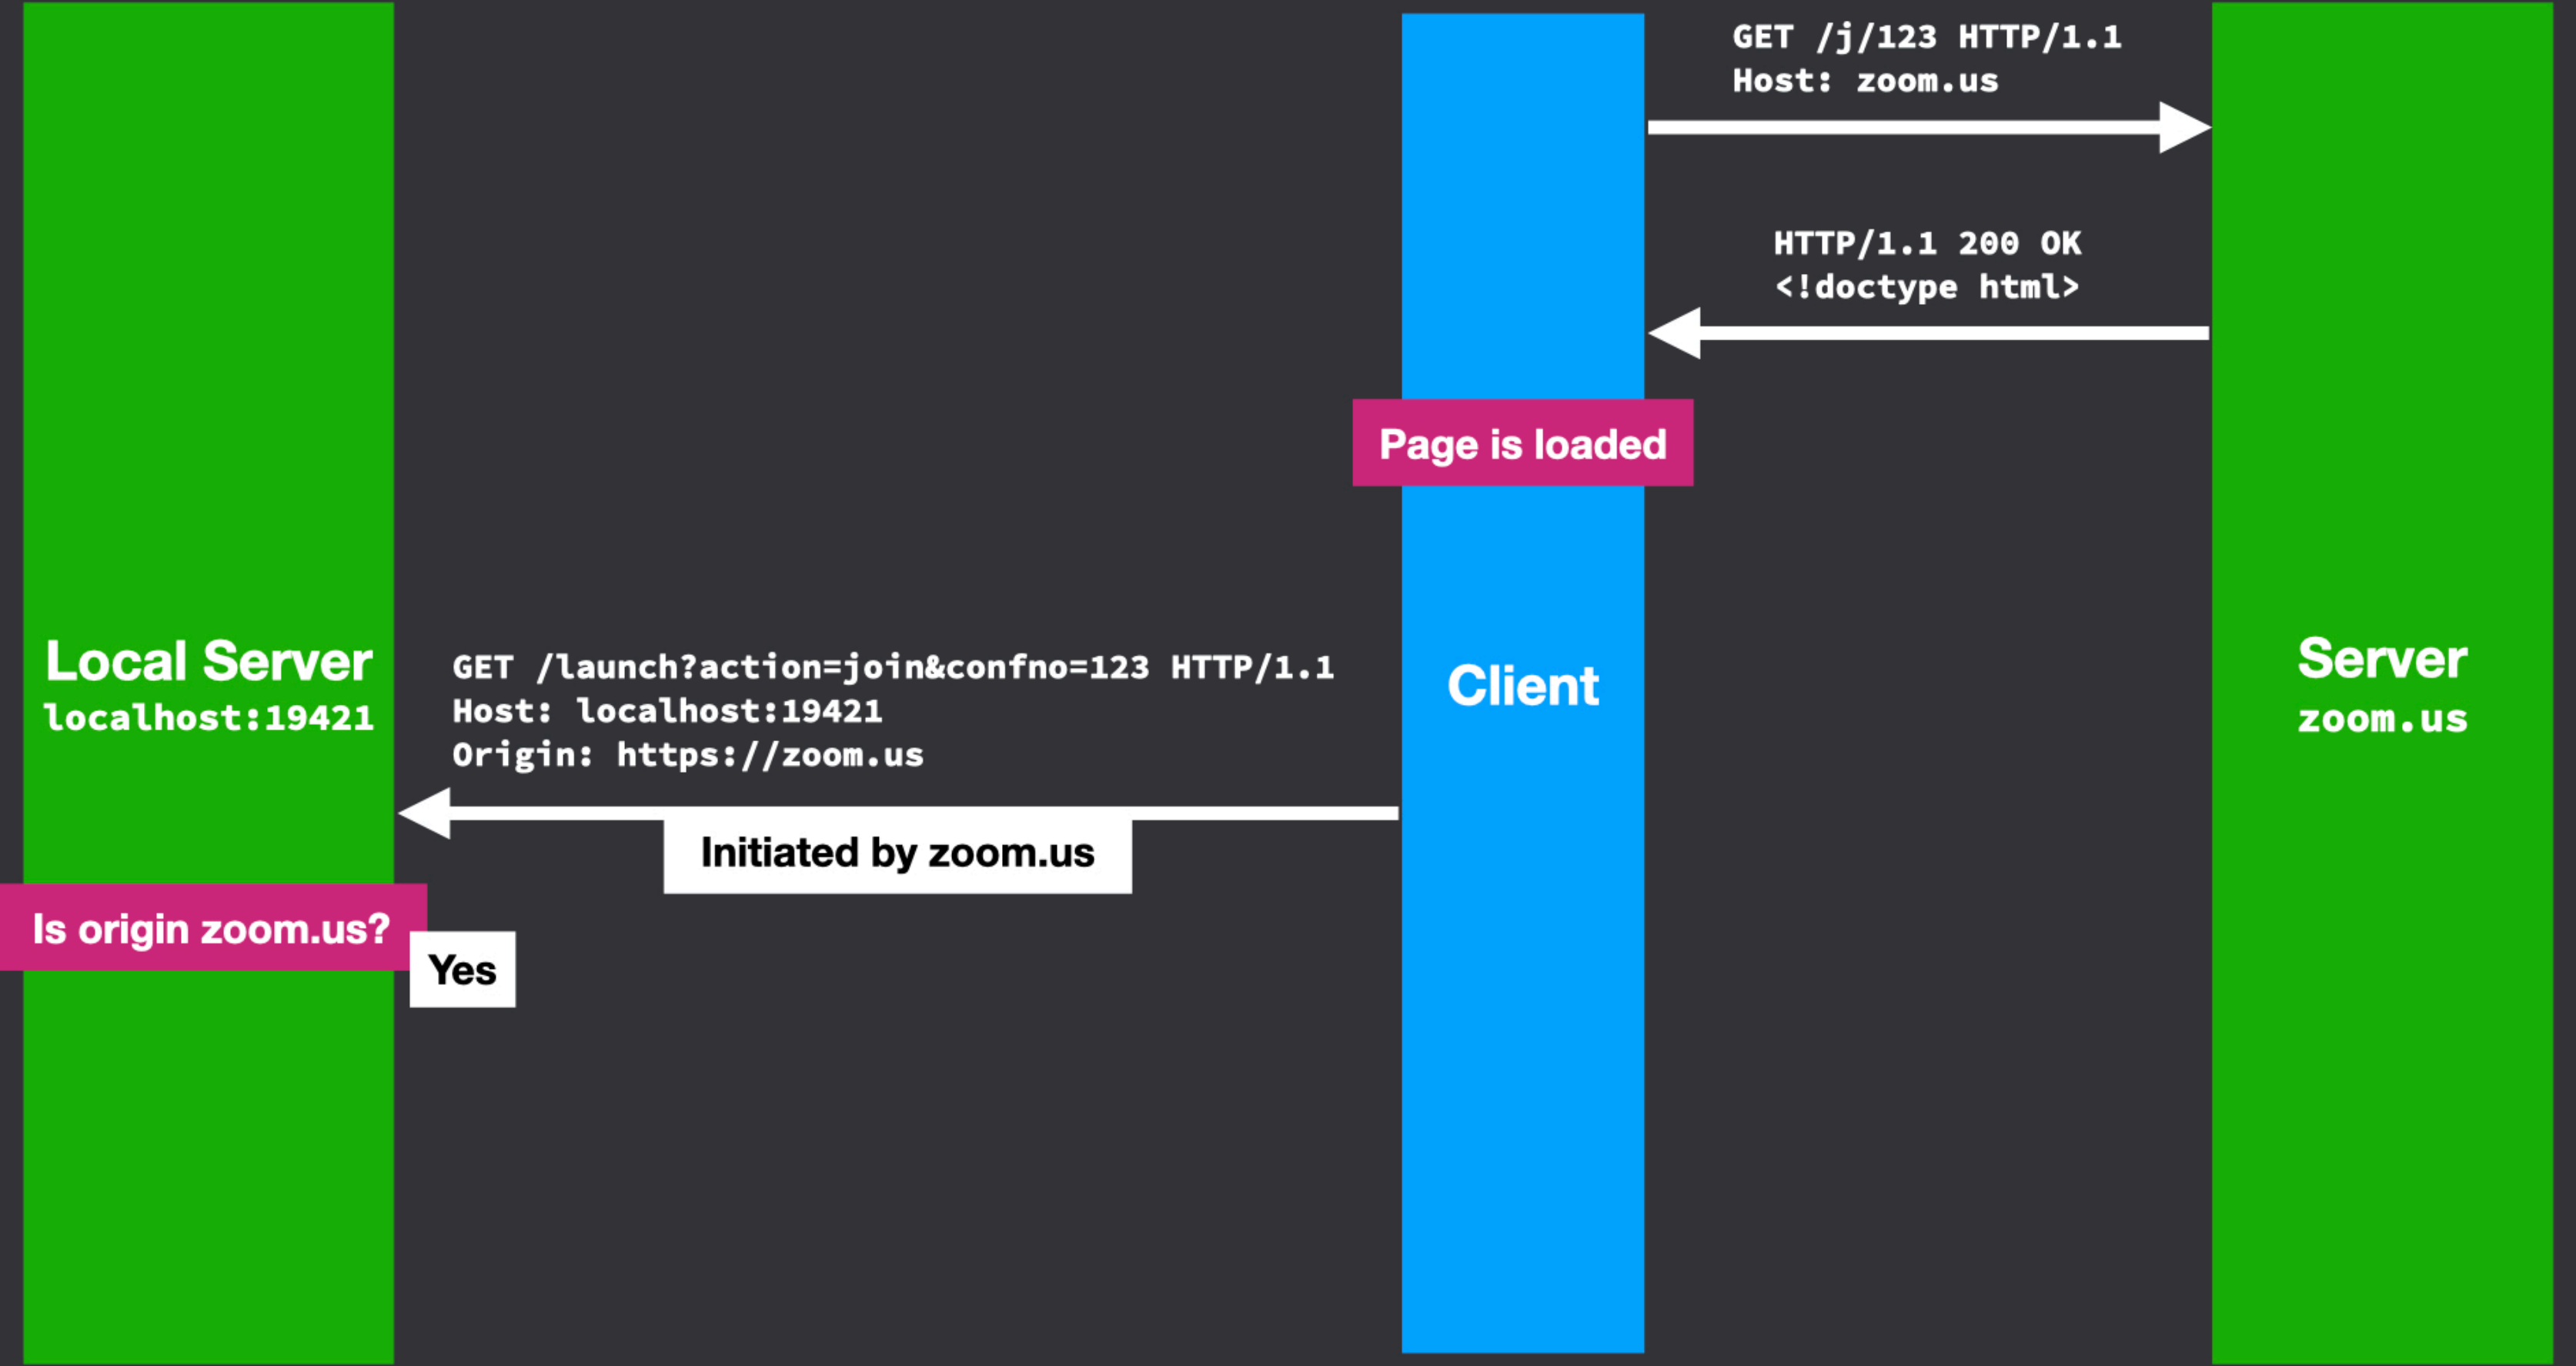 GET /j/123 HTTP/1.1
Host: zoom.us
HTTP/1.1 200 OK
<!doctype html>
Page is loaded
Local Server
localhost:19421
GET /launch?action=join&confno=123 HTTP/1.1
Host: localhost:19421
Origin: https://zoom.us
Client
Server
zoom.us
Initiated by zoom.us
Is origin zoom.us?
Yes